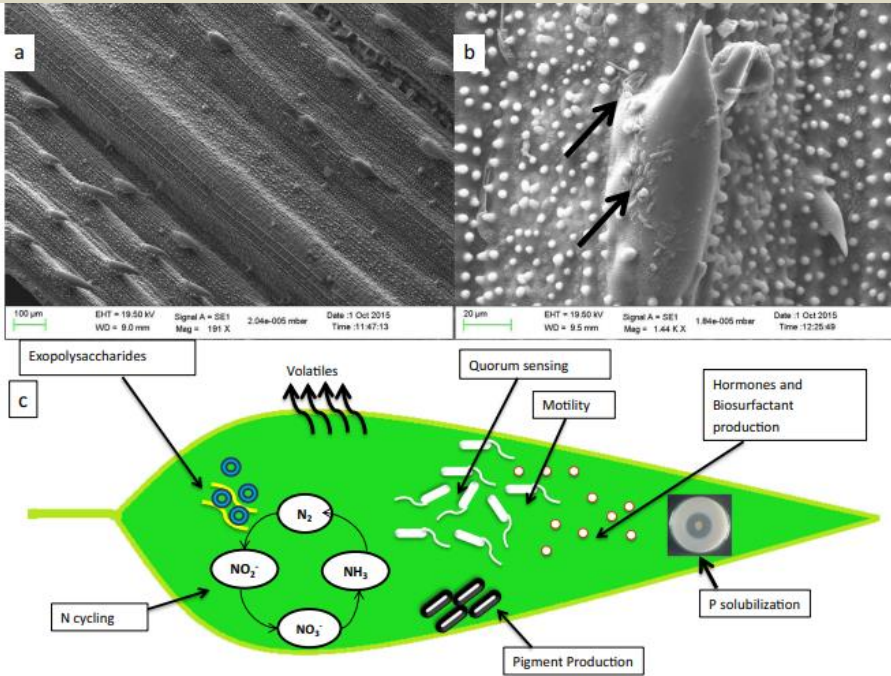 a
b
100 µm
EHT = 19.50 kV
Signal A = SE1
2.04e-005 mbar
Date :1 Oct 2015
WD = 9.0 mm
Mag = 191 X
Time :11:47:13
20 µm
EHT = 19.50 kV
Signal A = SE1
1.84e-005 mbar
Date :1 Oct 2015
WD = 9.5 mm
Mag = 1.44 K X
Time :12:25:49
c
Exopolysaccharides
Volatiles
Quorum sensing
Motility
Hormones and
Biosurfactant
production
N₂
NO₂⁻
NH₃
NO₃⁻
N cycling
P solubilization
Pigment Production